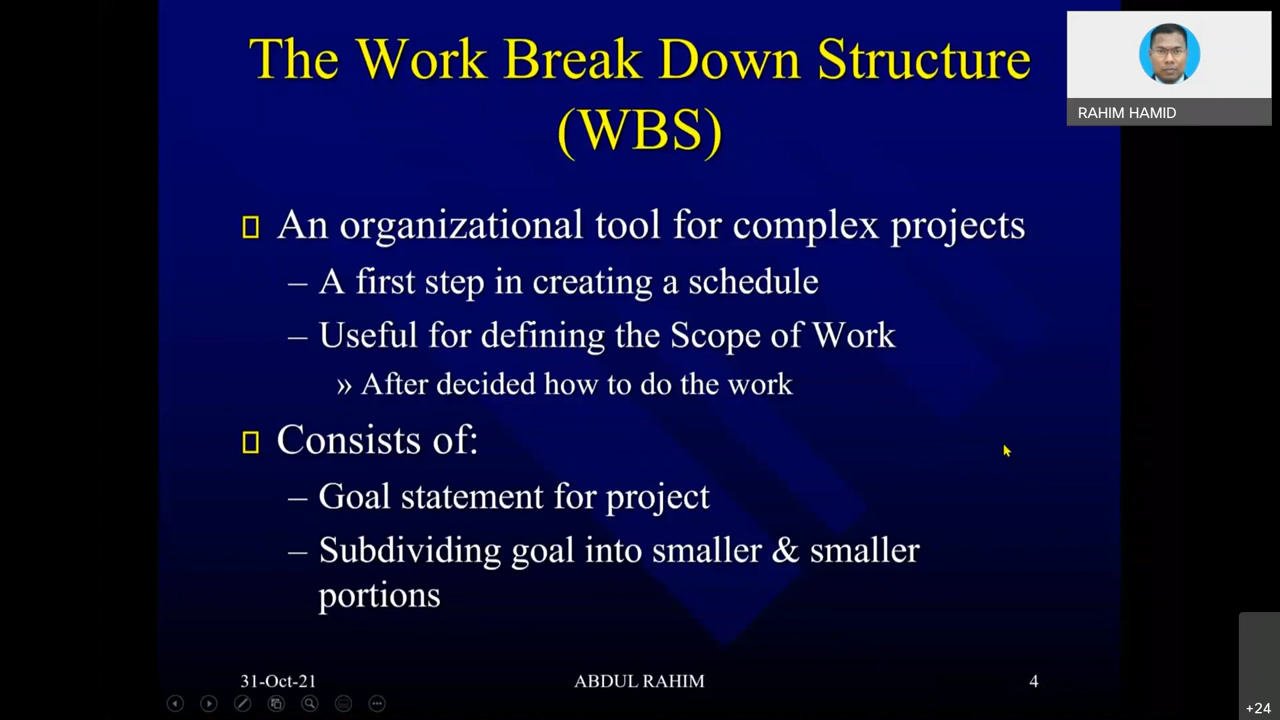 The Work Break Down Structure
(WBS)
RAHIM HAMID
An organizational tool for complex projects
– A first step in creating a schedule
– Useful for defining the Scope of Work
» After decided how to do the work
Consists of:
– Goal statement for project
– Subdividing goal into smaller & smaller
portions
31-Oct-21
ABDUL RAHIM
4
+24